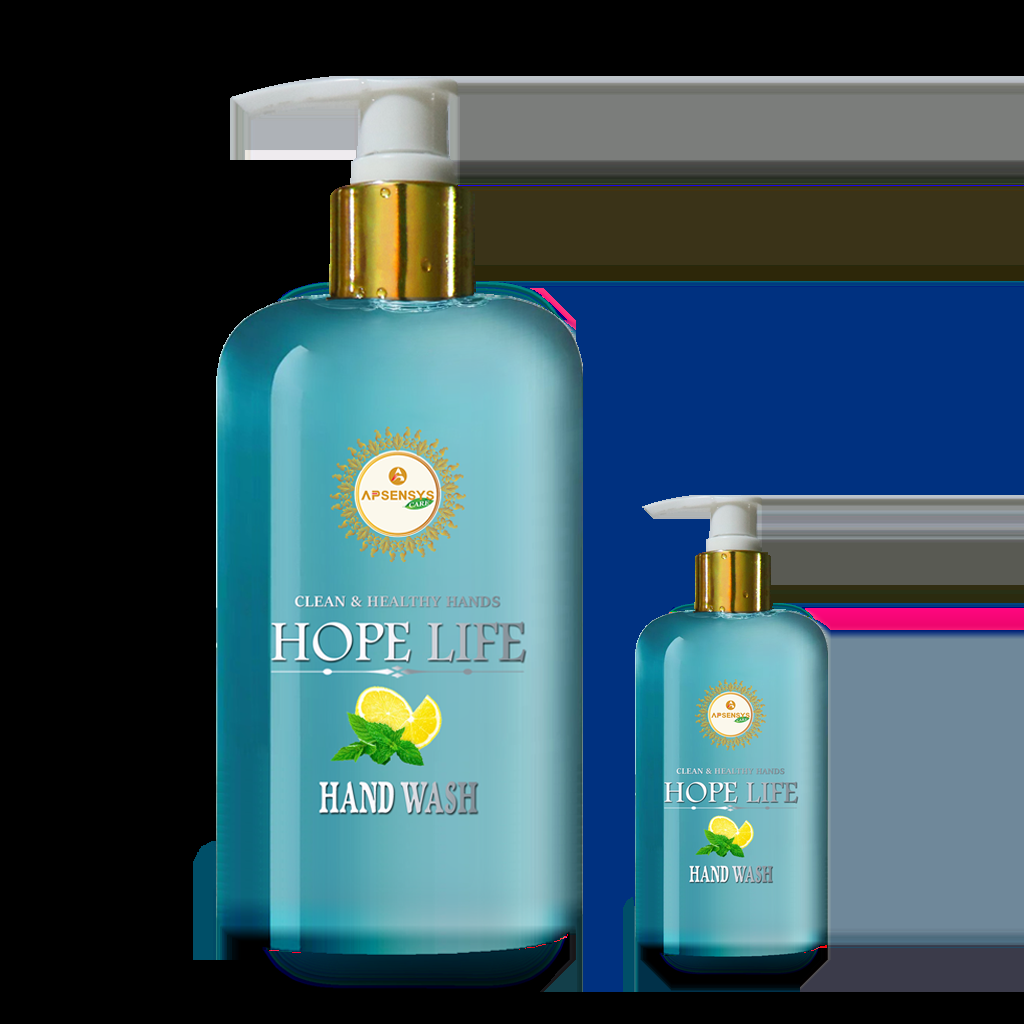 APSENSYS
CARE
CLEAN & HEALTHY HANDS
HOPE LIFE
HAND WASH
APSENSYS
CARE
CLEAN & HEALTHY HANDS
HOPE LIFE
HAND WASH